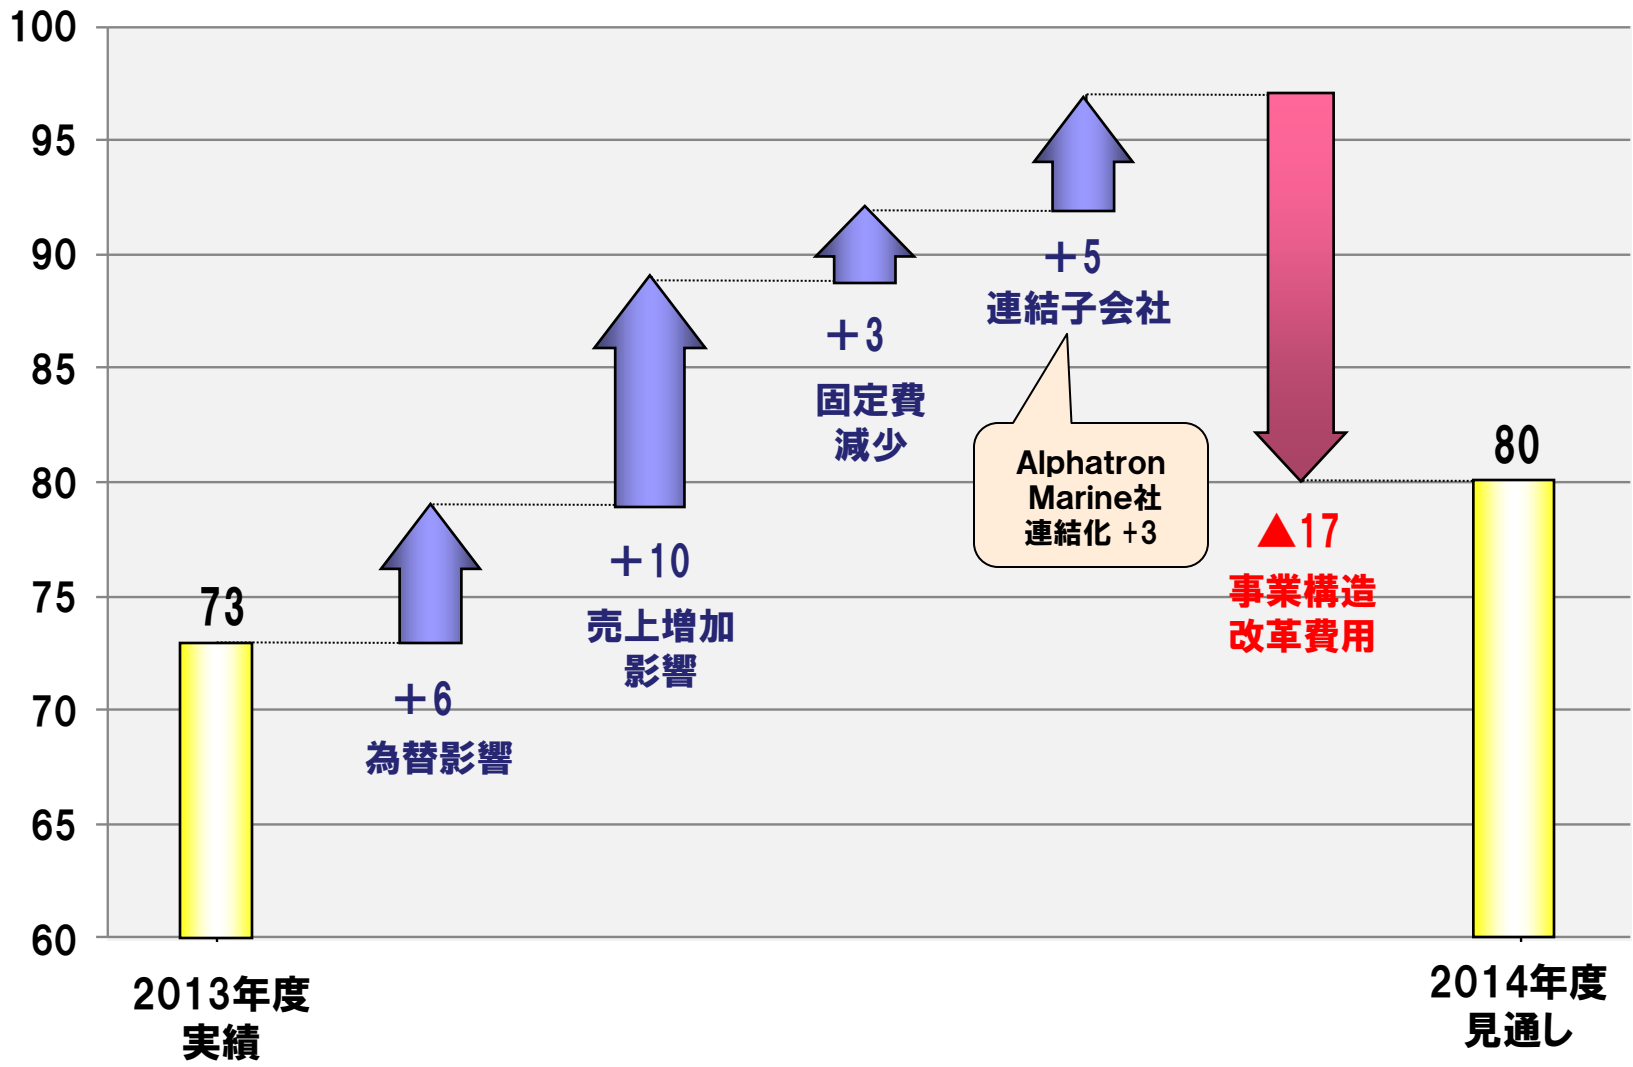 100
95
90
85
80
75
70
65
60
73
＋6
為替影響
＋10
売上増加
影響
＋3
固定費
減少
＋5
連結子会社
Alphatron
Marine社
連結化 +3
▲17
事業構造
改革費用
80
2013年度
実績
2014年度
見通し